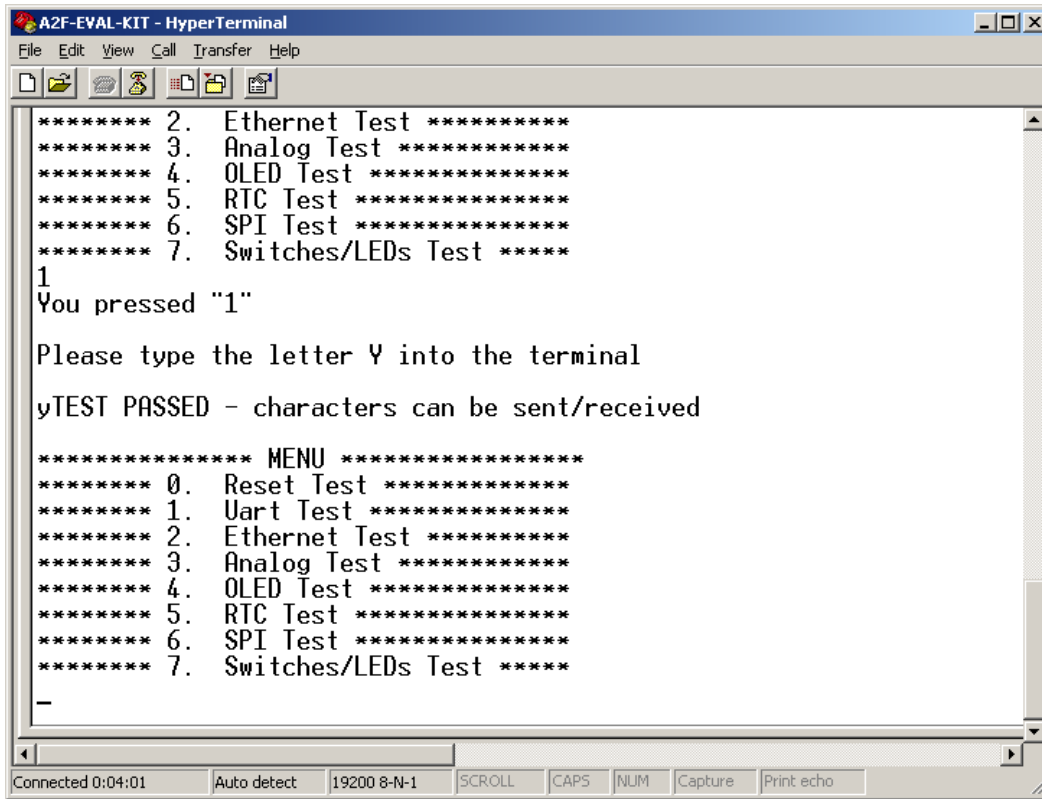 A2F-EVAL-KIT - HyperTerminal
File Edit View Call Transfer Help
******** 2.  Ethernet Test **********
******** 3.  Analog Test ************
******** 4.  OLED Test **************
******** 5.  RTC Test ***************
******** 6.  SPI Test ***************
******** 7.  Switches/LEDs Test *****
1
You pressed "1"
Please type the letter Y into the terminal
yTEST PASSED - characters can be sent/received
*************** MENU *****************
******** 0.  Reset Test *************
******** 1.  Uart Test **************
******** 2.  Ethernet Test **********
******** 3.  Analog Test ************
******** 4.  OLED Test **************
******** 5.  RTC Test ***************
******** 6.  SPI Test ***************
******** 7.  Switches/LEDs Test *****
_
Connected 0:04:01 Auto detect 19200 8-N-1 SCROLL CAPS NUM Capture Print echo